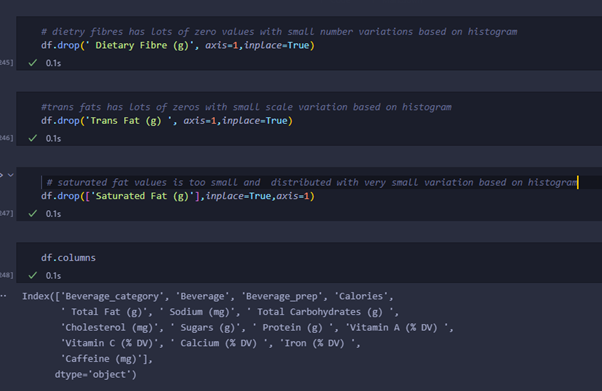 # dietry fibres has lots of zero values with small number variations based on histogram
df.drop(' Dietary Fibre (g)', axis=1,inplace=True)
245]
0.1s
#trans fats has lots of zeros with small scale variation based on histogram
df.drop('Trans Fat (g) ', axis=1,inplace=True)
246]
0.1s
# saturated fat values is too small and  distributed with very small variation based on histogram
df.drop(['Saturated Fat (g)'],inplace=True,axis=1)
247]
0.1s
df.columns
248]
0.1s
Index(['Beverage_category', 'Beverage', 'Beverage_prep', 'Calories',
' Total Fat (g)', ' Sodium (mg)', ' Total Carbohydrates (g) ',
'Cholesterol (mg)', ' Sugars (g)', ' Protein (g) ', 'Vitamin A (% DV) ',
'Vitamin C (% DV)', ' Calcium (% DV) ', 'Iron (% DV) ',
'Caffeine (mg)'],
dtype='object')